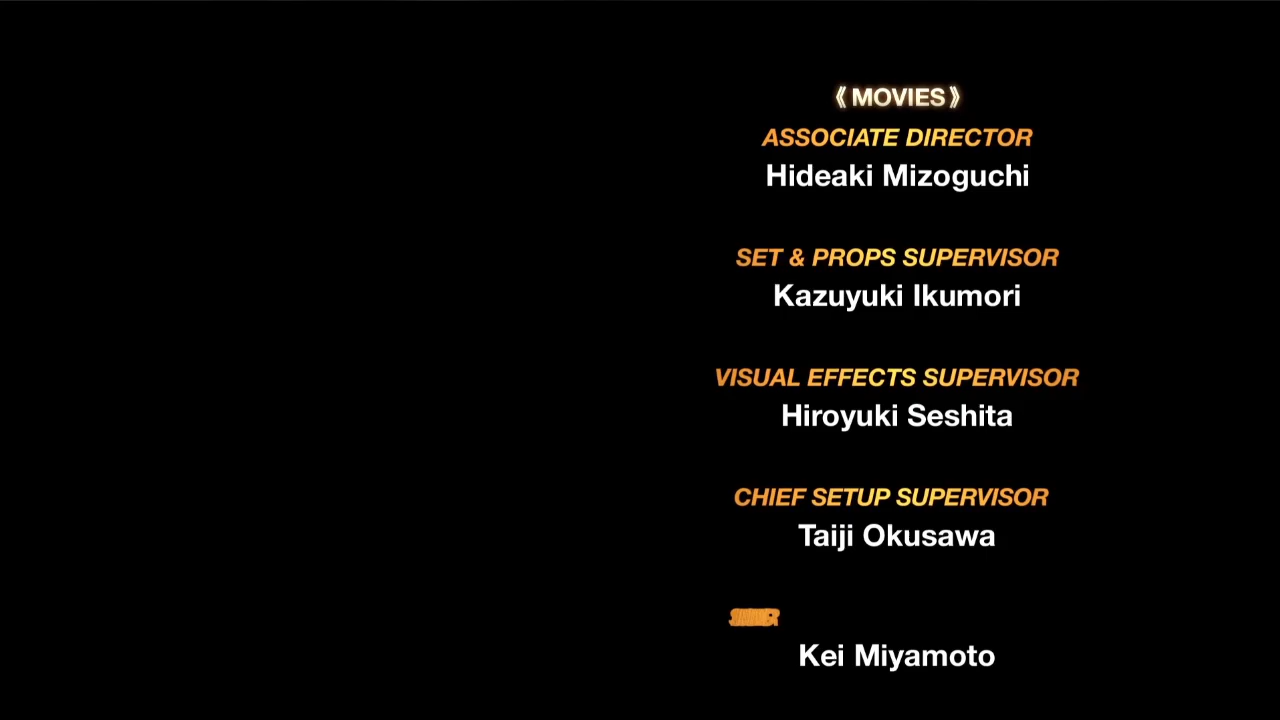 《MOVIES》
ASSOCIATE DIRECTOR
Hideaki Mizoguchi
SET & PROPS SUPERVISOR
Kazuyuki Ikumori
VISUAL EFFECTS SUPERVISOR
Hiroyuki Seshita
CHIEF SETUP SUPERVISOR
Taiji Okusawa
Kei Miyamoto